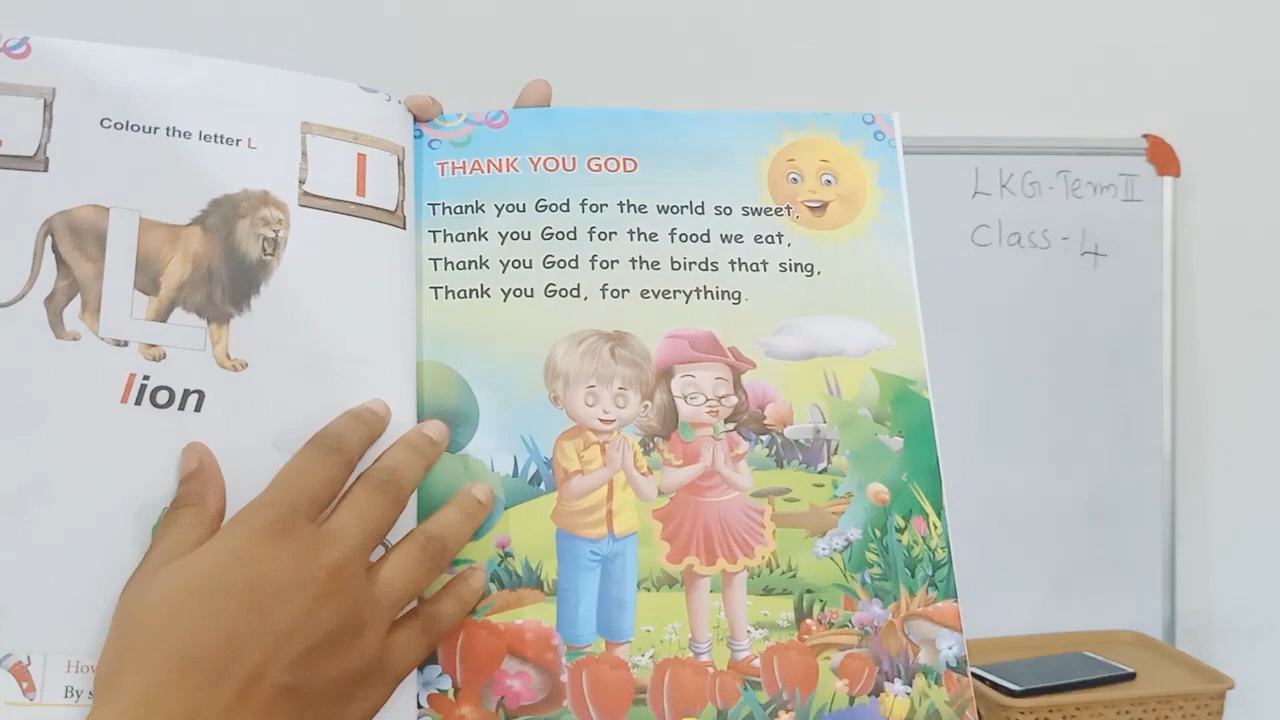 Colour the letter L
l
L
lion
By
THANK YOU GOD
Thank you God for the world so sweet,
Thank you God for the food we eat,
Thank you God for the birds that sing,
Thank you God, for everything.
LKG-Term II
Class-4